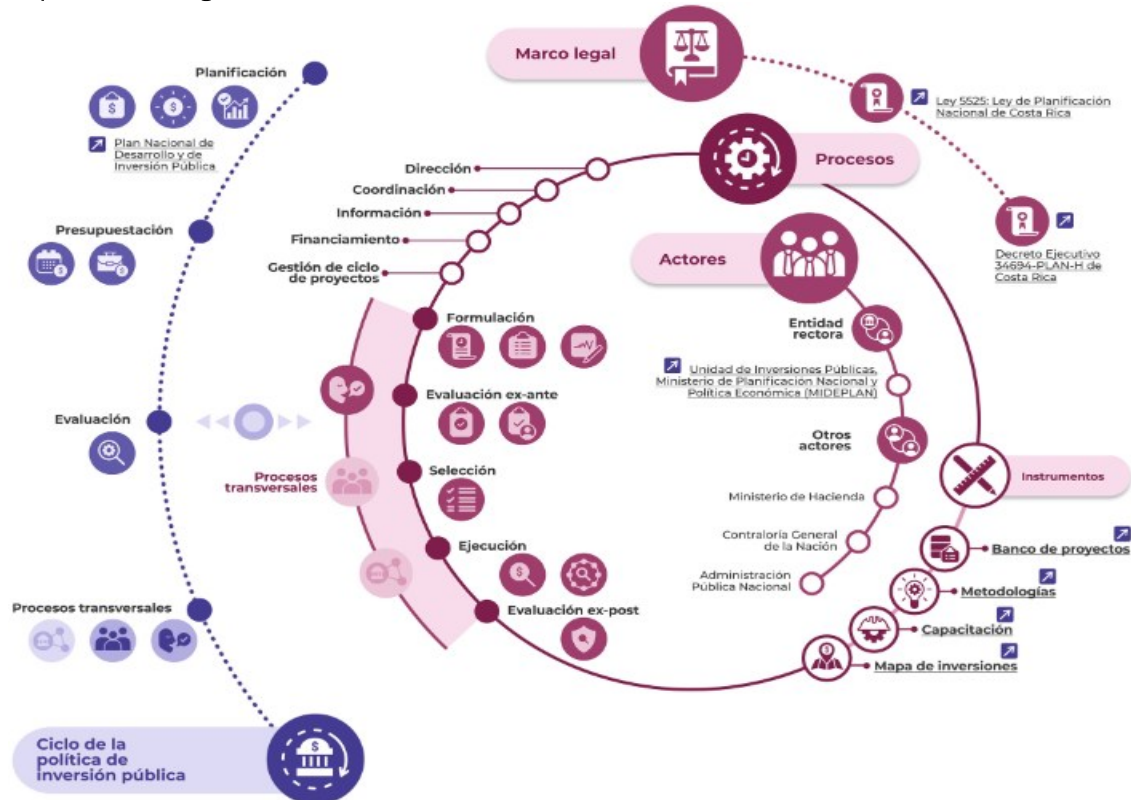 Marco legal
Ley 5525: Ley de Planificación
Nacional de Costa Rica
Decreto Ejecutivo
34694-PLAN-H de
Costa Rica
Planificación
Plan Nacional de
Desarrollo y de
Inversión Pública
Presupuestación
Evaluación
Procesos transversales
Ciclo de la
política de
inversión pública
Procesos
Dirección
Coordinación
Información
Financiamiento
Gestión de ciclo
de proyectos
Formulación
Evaluación ex-ante
Selección
Ejecución
Evaluación ex-post
Procesos
transversales
Actores
Entidad
rectora
Unidad de Inversiones Públicas,
Ministerio de Planificación Nacional y
Política Económica (MIDEPLAN)
Otros
actores
Ministerio de Hacienda
Contraloría General
de la Nación
Administración
Pública Nacional
Instrumentos
Banco de proyectos
Metodologías
Capacitación
Mapa de inversiones